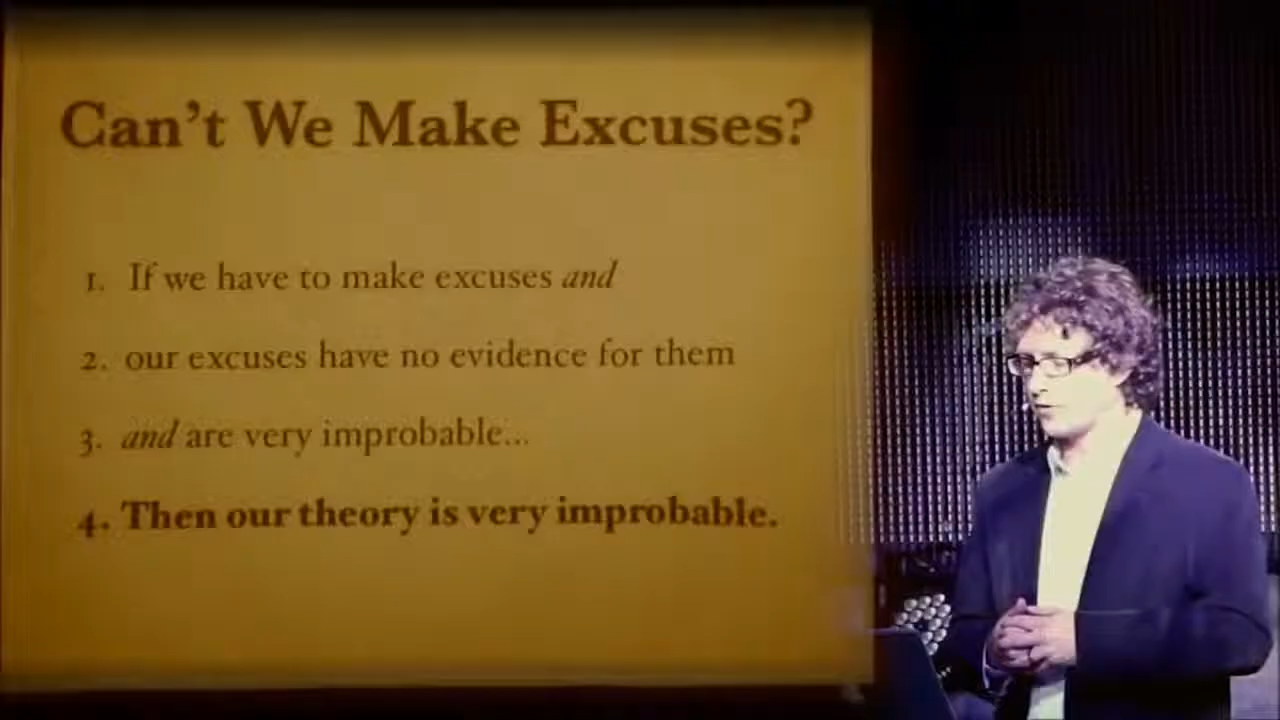 Can't We Make Excuses?
1. If we have to make excuses and
2. our excuses have no evidence for them
3. and are very improbable...
4. Then our theory is very improbable.